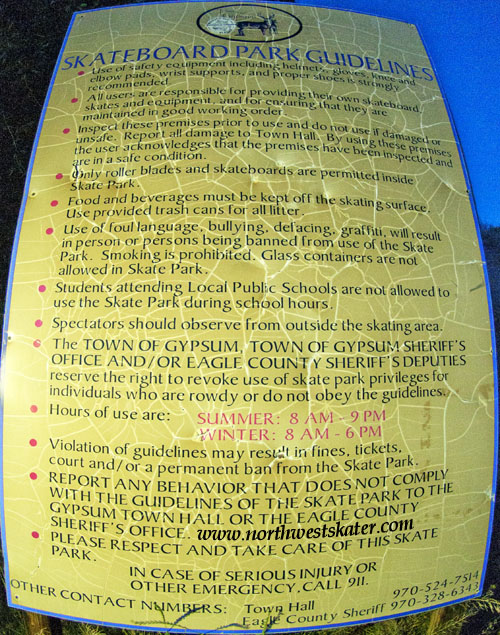 SKATEBOARD PARK GUIDELINES
• Use of safety equipment including helmets, gloves, knee and
elbow pads, wrist supports, and proper shoes is strongly
recommended.
• All users are responsible for providing their own skateboard,
skates and equipment, and for ensuring that they are
maintained in good working order.
• Inspect these premises prior to use and do not use if damaged or
unsafe. Report all damage to Town Hall. By using these premises
the user acknowledges that the premises have been inspected and
are in a safe condition.
• Only roller blades and skateboards are permitted inside
Skate Park.
• Food and beverages must be kept off the skating surface.
Use provided trash cans for all litter.
• Use of foul language, bullying, defacing, graffiti, will result
in person or persons being banned from use of the Skate
Park. Smoking is prohibited. Glass containers are not
allowed in Skate Park.
• Students attending Local Public Schools are not allowed to
use the Skate Park during school hours.
• Spectators should observe from outside the skating area.
• The TOWN OF GYPSUM, TOWN OF GYPSUM SHERIFF'S
OFFICE AND/OR EAGLE COUNTY SHERIFF'S DEPUTIES
reserve the right to revoke use of skate park privileges for
individuals who are rowdy or do not obey the guidelines.
• Hours of use are: SUMMER: 8 AM - 9 PM
WINTER: 8 AM - 6 PM
• Violation of guidelines may result in fines, tickets,
court and/or a permanent ban from the Skate Park.
• REPORT ANY BEHAVIOR THAT DOES NOT COMPLY
WITH THE GUIDELINES OF THE SKATE PARK TO THE
GYPSUM TOWN HALL OR THE EAGLE COUNTY
SHERIFF'S OFFICE. www.northwestskater.com
• PLEASE RESPECT AND TAKE CARE OF THIS SKATE
PARK.
IN CASE OF SERIOUS INJURY OR
OTHER EMERGENCY, CALL 911.
OTHER CONTACT NUMBERS: Town Hall 970-524-7514
Eagle County Sheriff 970-328-6343